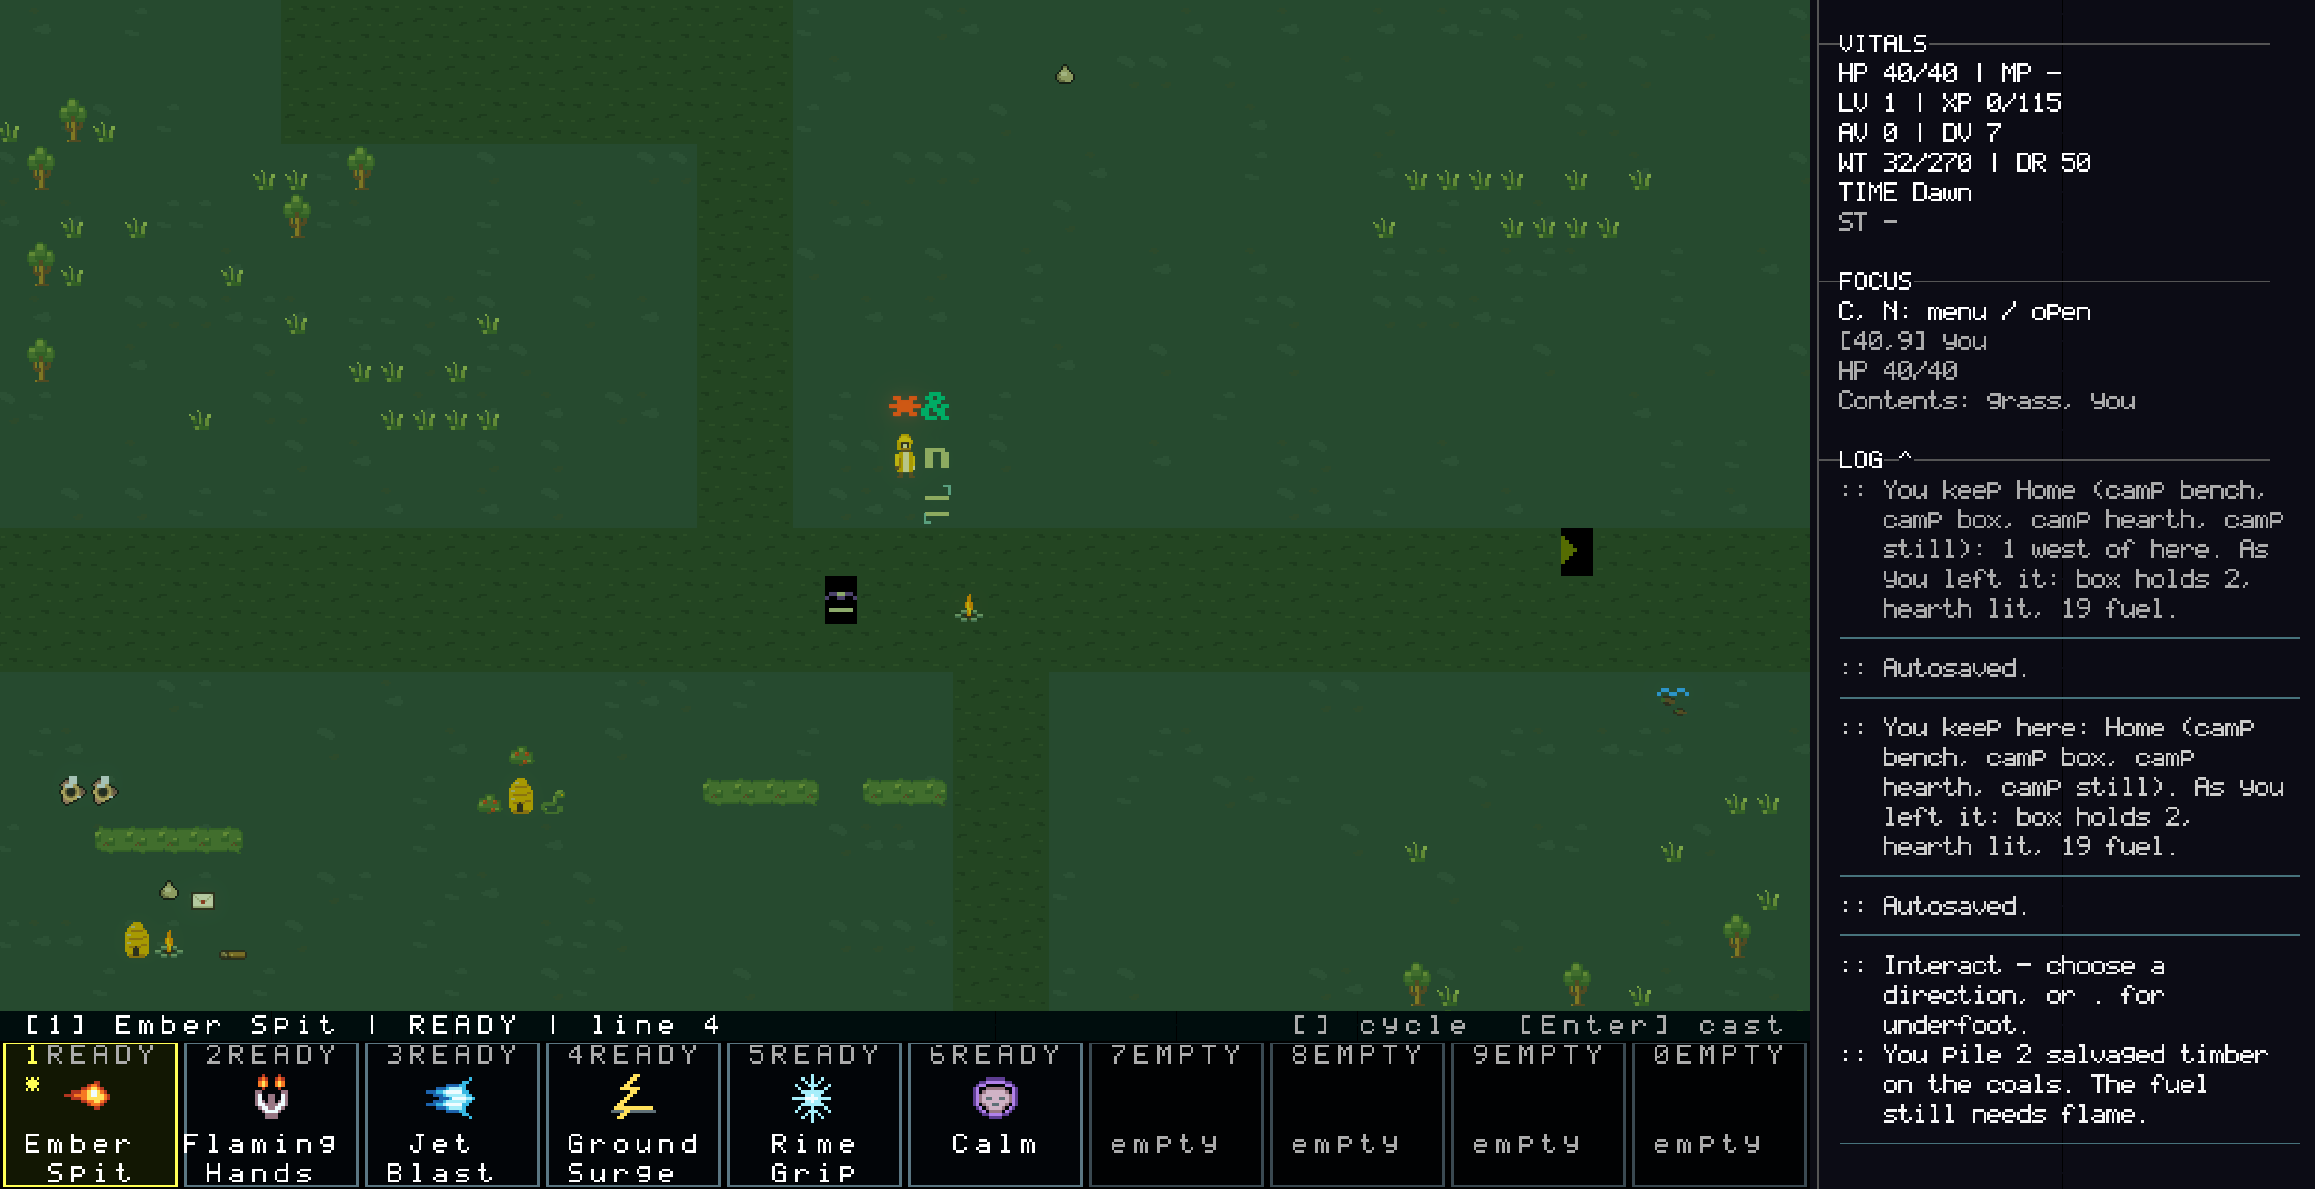 VITALS
HP 40/40 | MP -
LV 1 | XP 0/115
AV 0 | DV 7
WT 32/270 | DR 50
TIME Dawn
ST -
FOCUS
C, N: menu / open
[40,9] you
HP 40/40
Contents: grass, you
LOG ^
:: You keep Home (camp bench,
camp box, camp hearth, camp
still): 1 west of here. As
you left it: box holds 2,
hearth lit, 19 fuel.
:: Autosaved.
:: You keep here: Home (camp
bench, camp box, camp
hearth, camp still). As you
left it: box holds 2,
hearth lit, 19 fuel.
:: Autosaved.
:: Interact - choose a
direction, or . for
underfoot.
:: You pile 2 salvaged timber
on the coals. The fuel
still needs flame.
&
n
[1] Ember Spit | READY | line 4
[] cycle [Enter] cast
1READY
Ember
Spit
2READY
Flaming
Hands
3READY
Jet
Blast
4READY
Ground
Surge
5READY
Rime
Grip
6READY
Calm
7EMPTY
empty
8EMPTY
empty
9EMPTY
empty
0EMPTY
empty